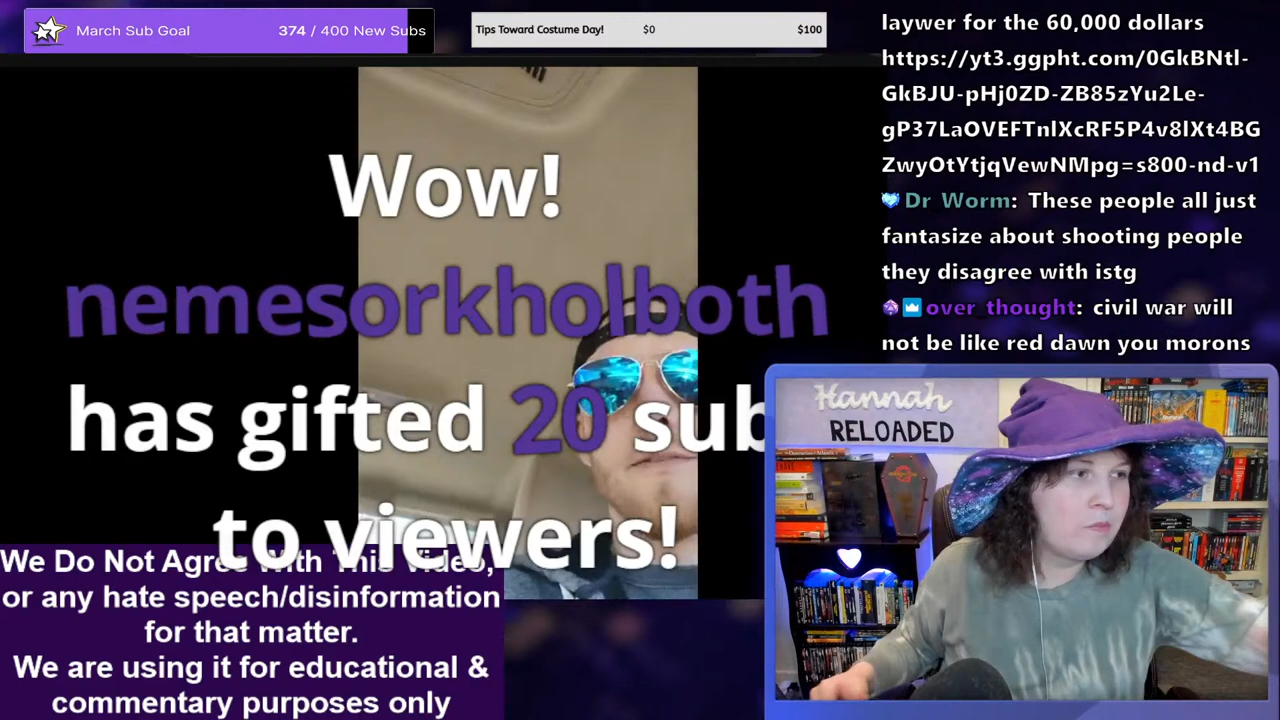 March Sub Goal
374 / 400 New Subs
Tips Toward Costume Day!
$0
$100
laywer for the 60,000 dollars
https://yt3.ggpht.com/0GkBNtl-
GkBJU-pHj0ZD-ZB85zYu2Le-
gP37LaOVEFTnlXcRF5P4v8lXt4BG
ZwyOtYtjqVewNMpg=s800-nd-v1
Dr Worm: These people all just
fantasize about shooting people
they disagree with istg
over_thought: civil war will
not be like red dawn you morons
Wow!
nemesorkholboth
has gifted 20 sub
to viewers!
We Do Not Agree With This Video,
or any hate speech/disinformation
for that matter.
We are using it for educational &
commentary purposes only
Hannah
RELOADED